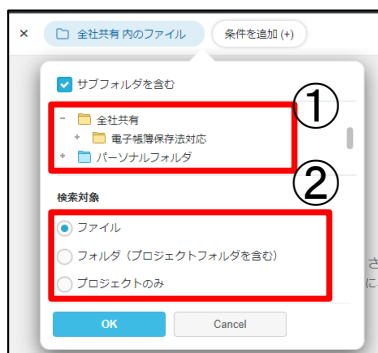 × 全社共有 内のファイル 条件を追加 (+)
サブフォルダを含む
①
- 全社共有
+ 電子帳簿保存法対応
+ パーソナルフォルダ
②
検索対象
ファイル
フォルダ（プロジェクトフォルダを含む）
プロジェクトのみ
さ
に
OK Cancel